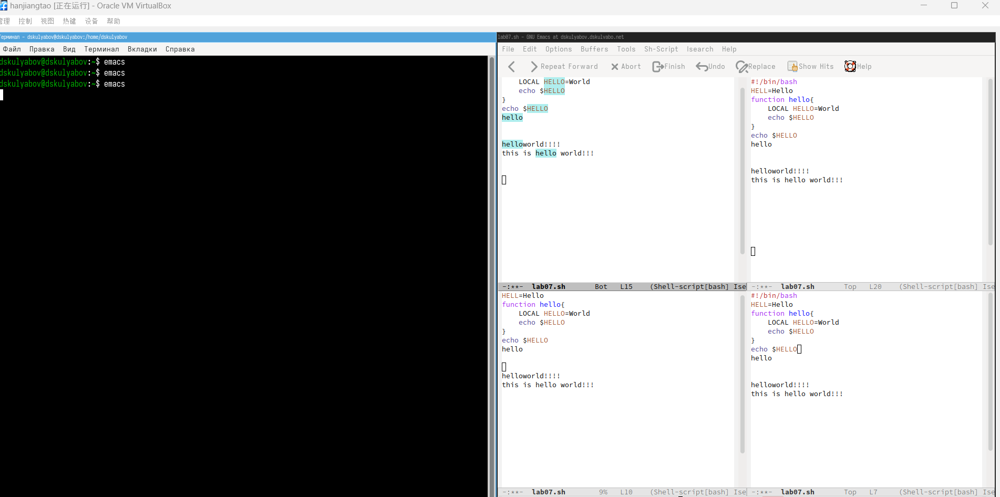 hanjiangtao [正在运行] - Oracle VM VirtualBox
管理 控制 视图 热键 设备 帮助
Терминал - dskulyabov@dskulyabov:/home/dskulyabov
Файл Правка Вид Терминал Вкладки Справка
dskulyabov@dskulyabov:~$ emacs
dskulyabov@dskulyabov:~$ emacs
dskulyabov@dskulyabov:~$ emacs
lab07.sh - GNU Emacs at dskulyabov.dskulvabo.net
File Edit Options Buffers Tools Sh-Script Isearch Help
Repeat Forward Abort Finish Undo Replace Show Hits Help
LOCAL HELLO=World
echo $HELLO
}
echo $HELLO
hello
helloworld!!!!
this is hello world!!!
-:**- lab07.sh Bot L15 (Shell-script[bash] Ise
#!/bin/bash
HELL=Hello
function hello{
LOCAL HELLO=World
echo $HELLO
}
echo $HELLO
hello
helloworld!!!!
this is hello world!!!
-:**- lab07.sh Top L20 (Shell-script[bash] Ise
HELL=Hello
function hello{
LOCAL HELLO=World
echo $HELLO
}
echo $HELLO
hello
helloworld!!!!
this is hello world!!!
-:**- lab07.sh 9% L10 (Shell-script[bash] Ise
#!/bin/bash
HELL=Hello
function hello{
LOCAL HELLO=World
echo $HELLO
}
echo $HELLO
hello
helloworld!!!!
this is hello world!!!
-:**- lab07.sh Top L7 (Shell-script[bash] Ise